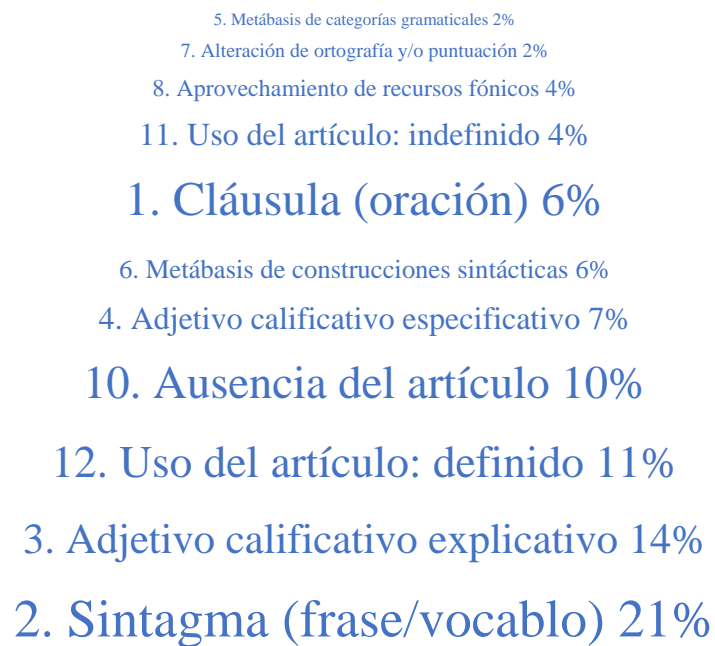 5. Metábasis de categorías gramaticales 2%
7. Alteración de ortografía y/o puntuación 2%
8. Aprovechamiento de recursos fónicos 4%
11. Uso del artículo: indefinido 4%
1. Cláusula (oración) 6%
6. Metábasis de construcciones sintácticas 6%
4. Adjetivo calificativo especificativo 7%
10. Ausencia del artículo 10%
12. Uso del artículo: definido 11%
3. Adjetivo calificativo explicativo 14%
2. Sintagma (frase/vocablo) 21%